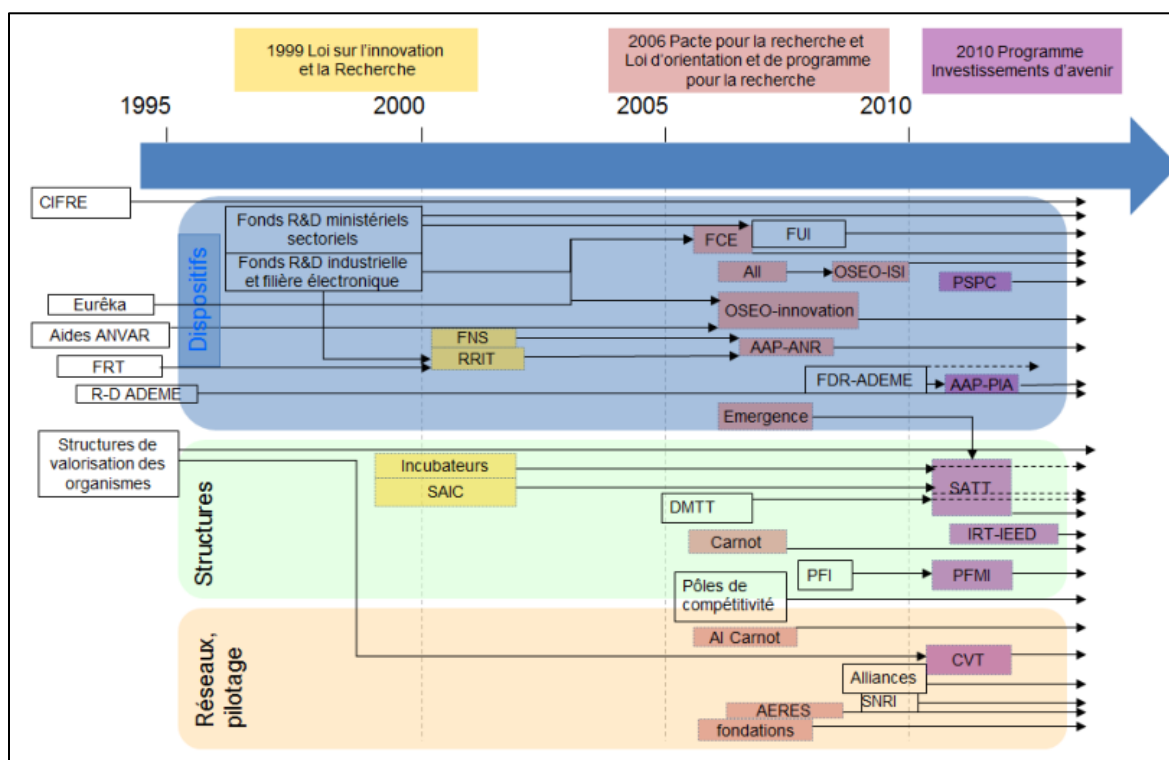 1999 Loi sur l'innovation
et la Recherche
2006 Pacte pour la recherche et
Loi d'orientation et de programme
pour la recherche
2010 Programme
Investissements d'avenir
1995
2000
2005
2010
CIFRE
Dispositifs
Fonds R&D ministériels
sectoriels
Fonds R&D industrielle
et filière électronique
FCE
FUI
AII
OSEO-ISI
PSPC
Eurêka
OSEO-innovation
Aides ANVAR
FNS
RRIT
AAP-ANR
FRT
R-D ADEME
FDR-ADEME
AAP-PIA
Emergence
Structures
Structures de
valorisation des
organismes
Incubateurs
SAIC
SATT
DMTT
IRT-IEED
Carnot
PFI
PFMI
Pôles de
compétitivité
Réseaux,
pilotage
AI Carnot
CVT
Alliances
SNRI
AERES
fondations